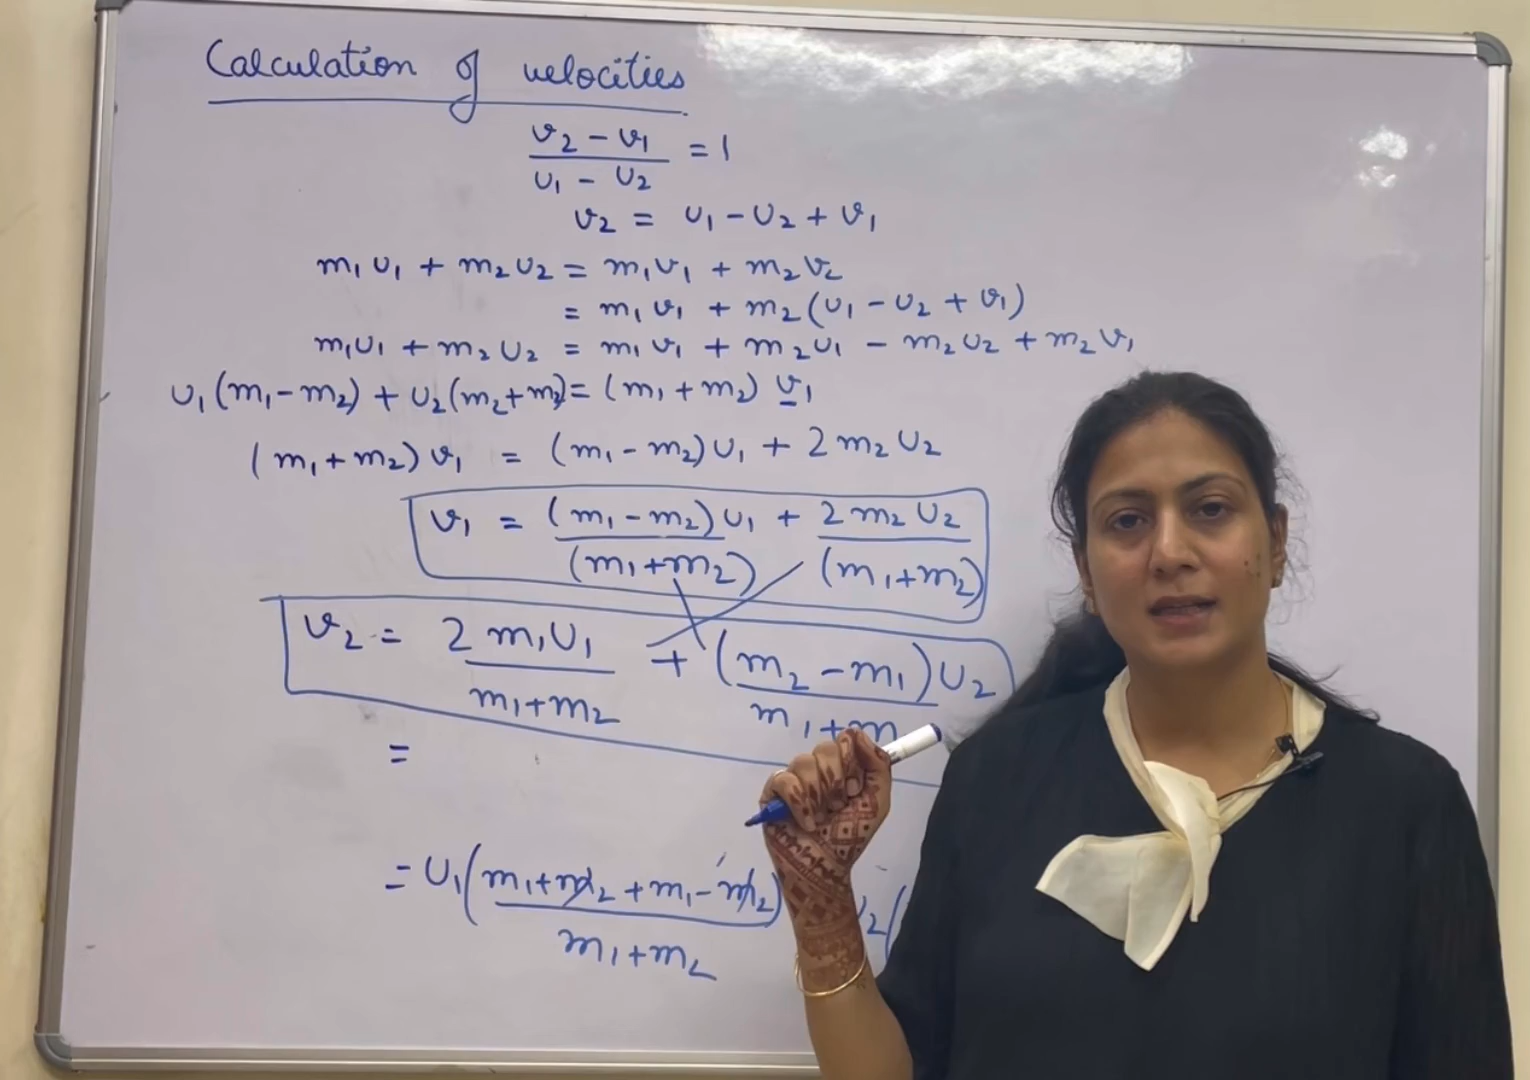 Calculation of velocities
v₂ - v₁ / u₁ - u₂ = 1
v₂ = u₁ - u₂ + v₁
m₁u₁ + m₂u₂ = m₁v₁ + m₂v₂
= m₁v₁ + m₂(u₁ - u₂ + v₁)
m₁u₁ + m₂u₂ = m₁v₁ + m₂u₁ - m₂u₂ + m₂v₁
u₁(m₁ - m₂) + u₂(m₂ + m₂) = (m₁ + m₂) v₁
(m₁ + m₂) v₁ = (m₁ - m₂) u₁ + 2 m₂ u₂
v₁ = (m₁ - m₂) u₁ / (m₁ + m₂) + 2 m₂ u₂ / (m₁ + m₂)
v₂ = 2 m₁ u₁ / m₁ + m₂ + (m₂ - m₁) u₂ / m₁ + m
=
= u₁( m₁ + m₂ + m₁ - m₂ / m₁ + m₂ ) ₂(